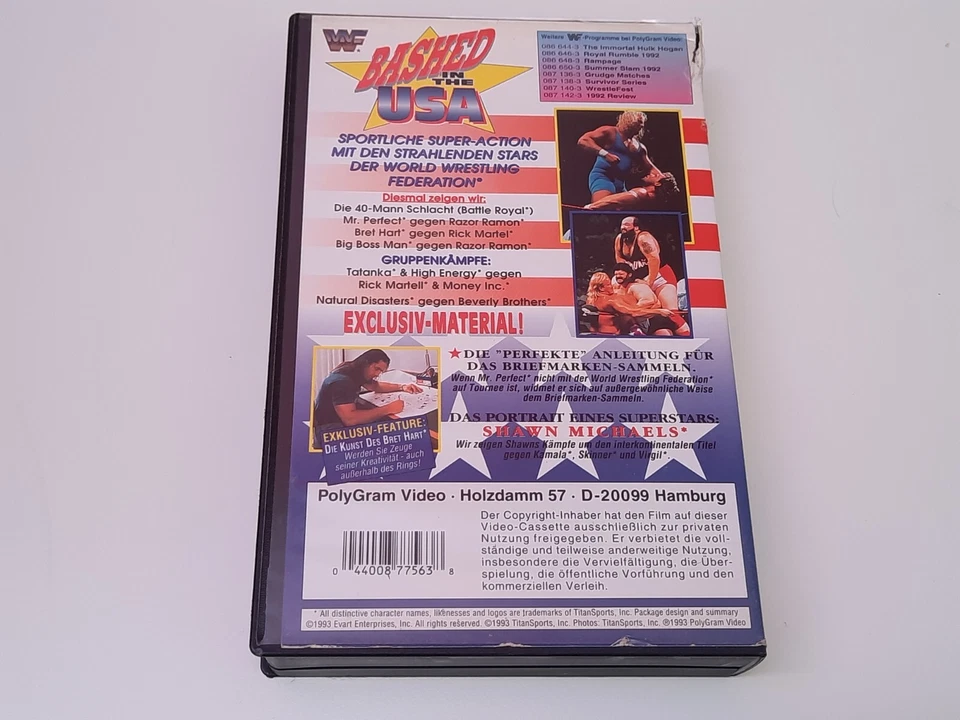 WF
BASHED
IN
THE
USA
Weitere WF-Programme bei PolyGram Video:
086 644-3 The Immortal Hulk Hogan
086 646-3 Royal Rumble 1992
086 648-3 Rampage
086 650-3 Summer Slam 1992
087 136-3 Grudge Matches
087 138-3 Survivor Series
087 140-3 WrestleFest
087 142-3 1992 Review
SPORTLICHE SUPER-ACTION
MIT DEN STRAHLENDEN STARS
DER WORLD WRESTLING
FEDERATION®
Diesmal zeigen wir:
Die 40-Mann Schlacht (Battle Royal*)
Mr. Perfect* gegen Razor Ramon*
Bret Hart* gegen Rick Martel*
Big Boss Man* gegen Razor Ramon*
GRUPPENKÄMPFE:
Tatanka* & High Energy* gegen
Rick Martell* & Money Inc.*
Natural Disasters* gegen Beverly Brothers*
EXCLUSIV-MATERIAL!
★DIE "PERFEKTE" ANLEITUNG FÜR
DAS BRIEFMARKEN-SAMMELN.
Wenn Mr. Perfect* nicht mit der World Wrestling Federation*
auf Tournee ist, widmet er sich auf außergewöhnliche Weise
dem Briefmarken-Sammeln.
DAS PORTRAIT EINES SUPERSTARS:
SHAWN MICHAELS*
Wir zeigen Shawns Kämpfe um den interkontinentalen Titel
gegen Kamala*, Skinner* und Virgil*.
EXKLUSIV-FEATURE:
DIE KUNST DES BRET HART*
Werden Sie Zeuge
seiner Kreativität - auch
außerhalb des Rings!
PolyGram Video · Holzdamm 57 · D-20099 Hamburg
Der Copyright-Inhaber hat den Film auf dieser
Video-Cassette ausschließlich zur privaten
Nutzung freigegeben. Er verbietet die voll-
ständige und teilweise anderweitige Nutzung,
insbesondere die Vervielfältigung, die Über-
spielung, die öffentliche Vorführung und den
kommerziellen Verleih.
0 44008 77563 8
* All distinctive character names, likenesses and logos are trademarks of TitanSports, Inc. Package design and summary
©1993 Evart Enterprises, Inc. All rights reserved. ©1993 TitanSports, Inc. Photos: TitanSports, Inc. ℗1993 PolyGram Video